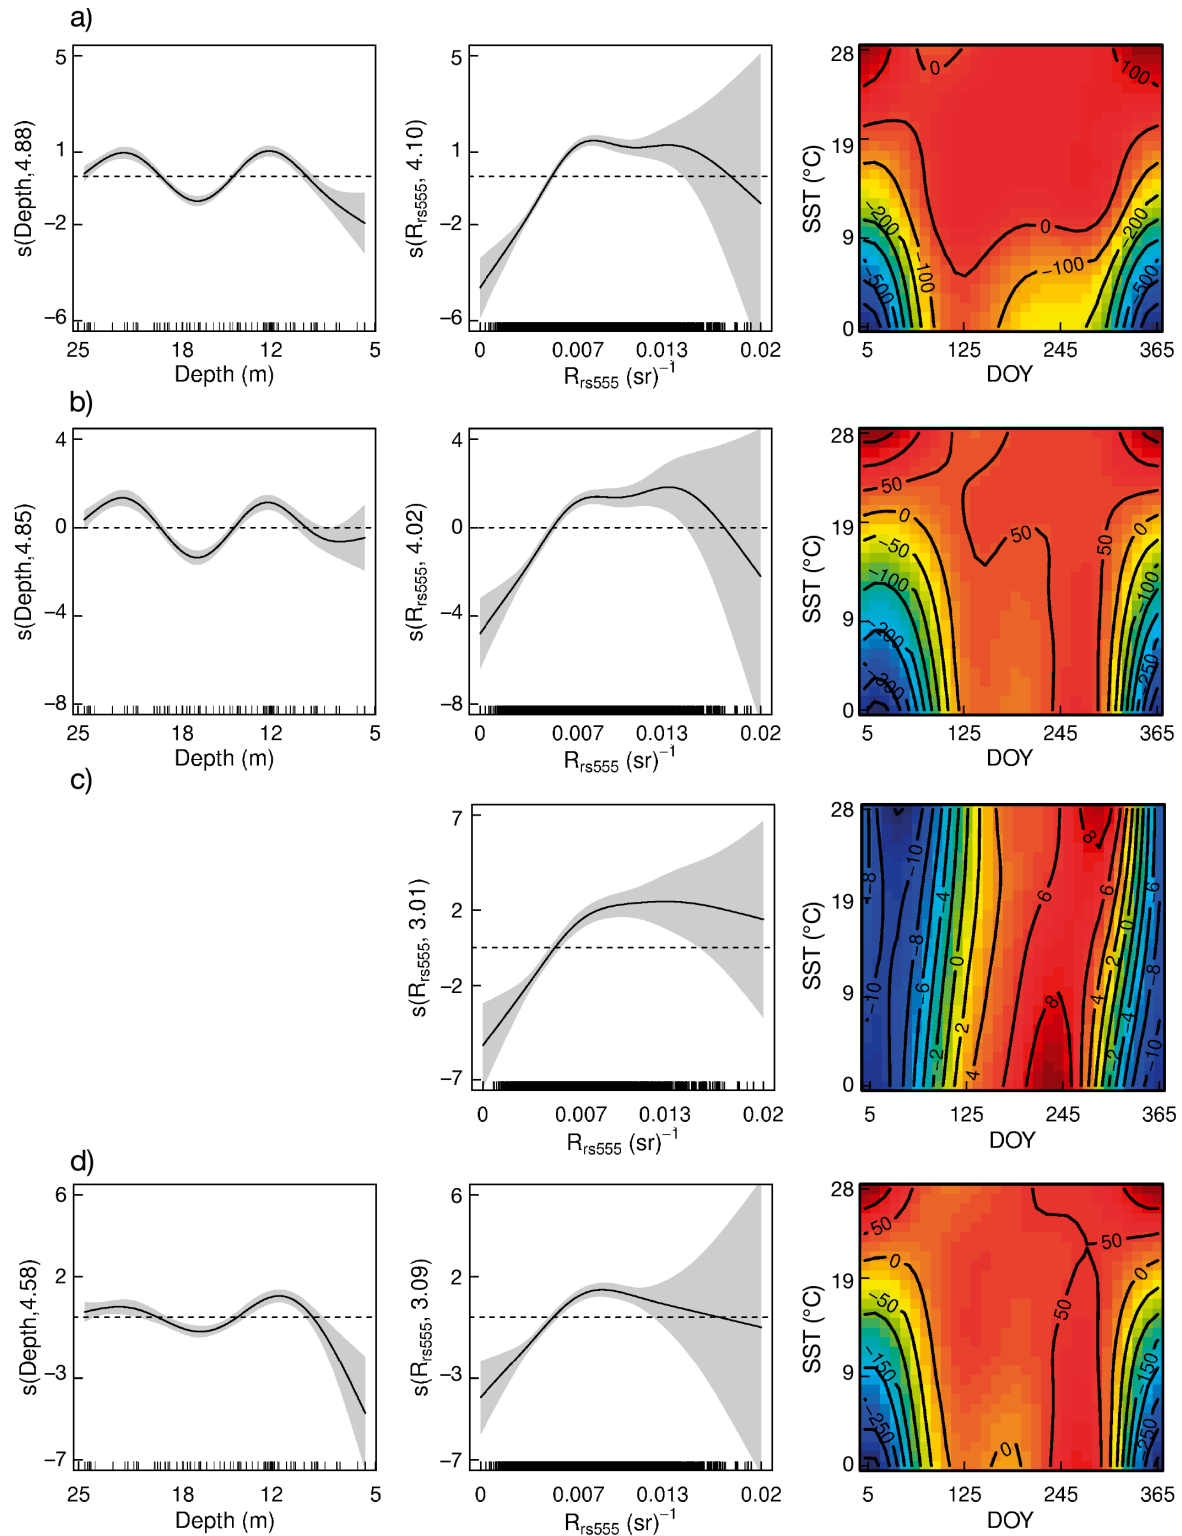 a)
s(Depth,4.88)
5
1
−2
−6
25 18 12 5
Depth (m)
s(Rrs555, 4.10)
5
1
−2
−6
0 0.007 0.013 0.02
Rrs555 (sr)−1
SST (°C)
28
19
9
0
0
100
−200
−100
−500
0
−100
−200
−500
5 125 245 365
DOY
b)
s(Depth,4.85)
4
0
−4
−8
25 18 12 5
Depth (m)
s(Rrs555, 4.02)
4
0
−4
−8
0 0.007 0.013 0.02
Rrs555 (sr)−1
SST (°C)
28
19
9
0
50
0
−50
−100
−200
−300
50
50
0
−100
−250
5 125 245 365
DOY
c)
s(Rrs555, 3.01)
7
2
−2
−7
0 0.007 0.013 0.02
Rrs555 (sr)−1
SST (°C)
28
19
9
0
−8
−10
−10
−8
−6
−4
−2
0
2
4
6
8
8
6
4
2
0
−2
−4
−6
−8
−10
5 125 245 365
DOY
d)
s(Depth,4.58)
6
2
−3
−7
25 18 12 5
Depth (m)
s(Rrs555, 3.09)
6
2
−3
−7
0 0.007 0.013 0.02
Rrs555 (sr)−1
SST (°C)
28
19
9
0
50
0
−50
−150
−250
0
50
50
0
−50
−150
−250
5 125 245 365
DOY